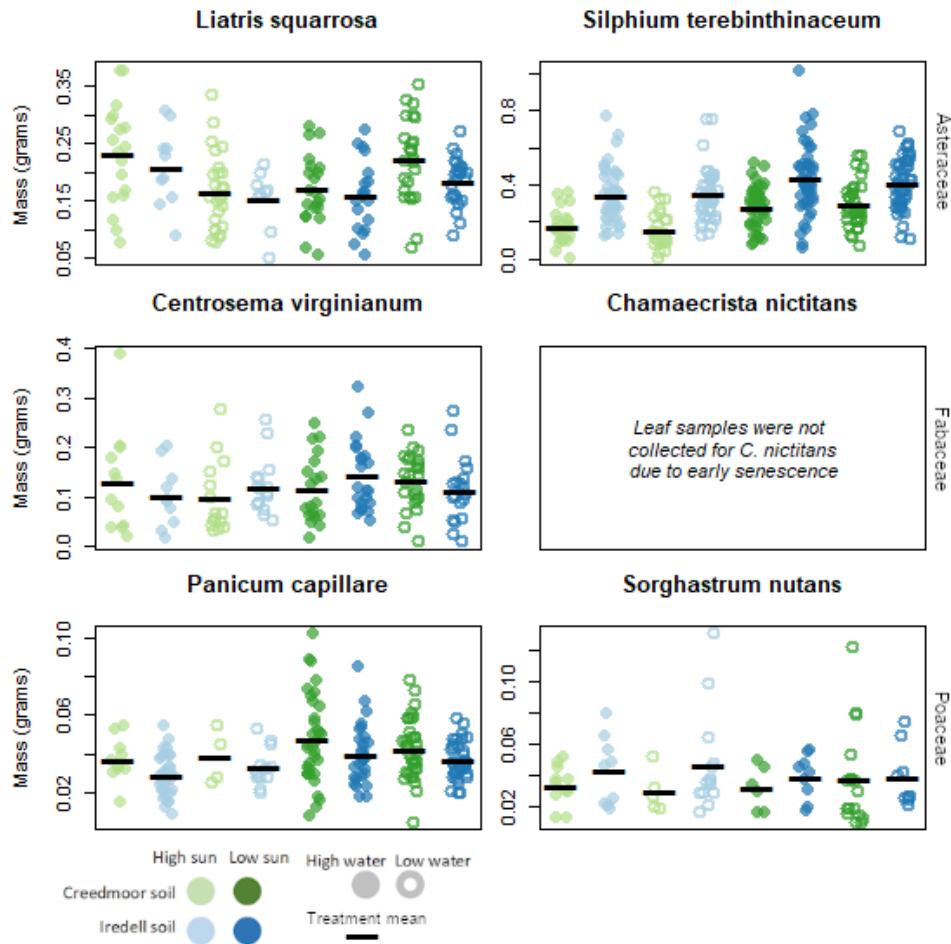 Liatris squarrosa
Silphium terebinthinaceum
Mass (grams)
0.35
0.25
0.15
0.05
0.8
0.4
0.0
Asteraceae
Centrosema virginianum
Chamaecrista nictitans
Mass (grams)
0.4
0.3
0.2
0.1
0.0
Leaf samples were not
collected for C. nictitans
due to early senescence
Fabaceae
Panicum capillare
Sorghastrum nutans
Mass (grams)
0.10
0.06
0.02
0.10
0.06
0.02
Poaceae
High sun Low sun
High water Low water
Creedmoor soil
Iredell soil
Treatment mean